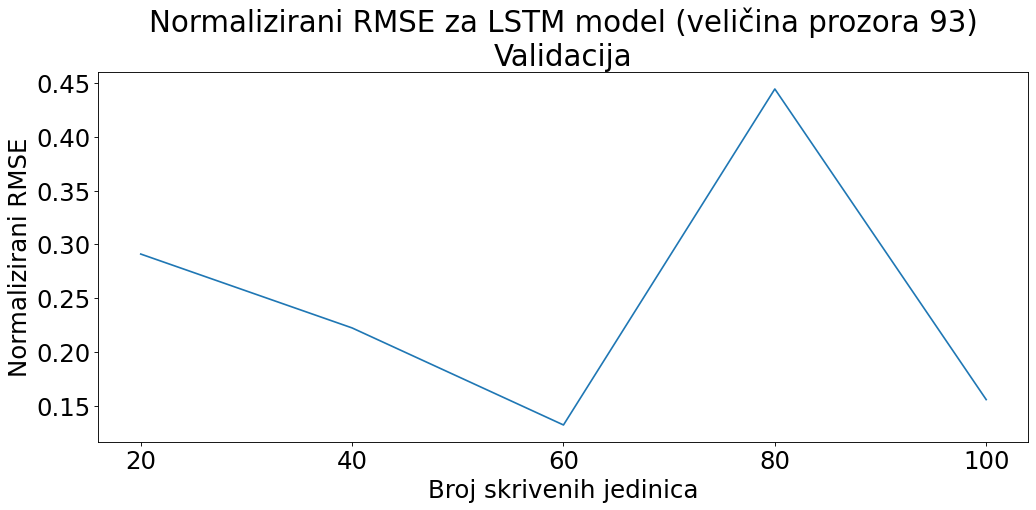 Normalizirani RMSE za LSTM model (veličina prozora 93)
Validacija
Normalizirani RMSE
0.45
0.40
0.35
0.30
0.25
0.20
0.15
20 40 60 80 100
Broj skrivenih jedinica